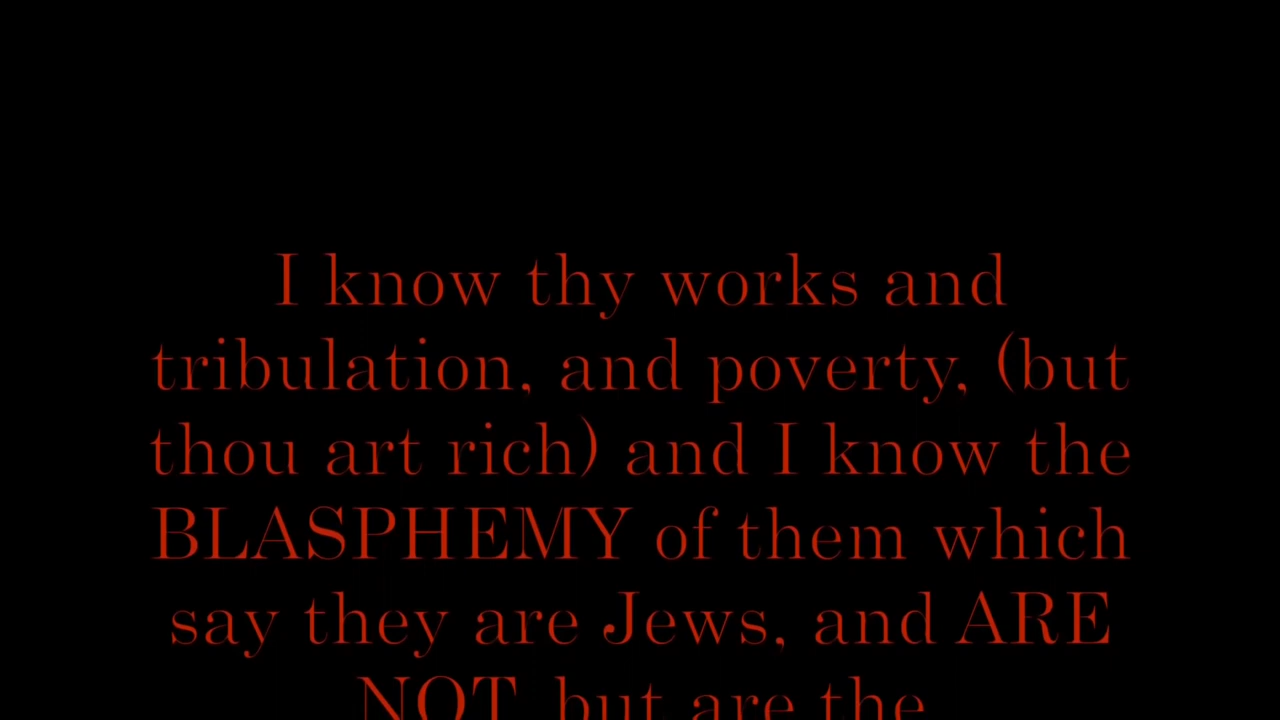 I know thy works and
tribulation, and poverty, (but
thou art rich) and I know the
BLASPHEMY of them which
say they are Jews, and ARE
NOT, but are the